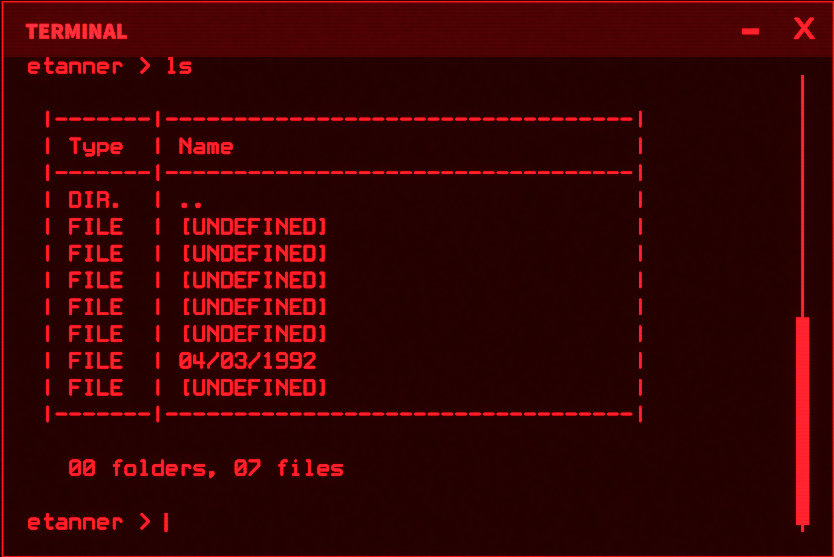 TERMINAL
etanner > ls
|-------|----------------------------------|
| Type | Name |
|-------|----------------------------------|
| DIR. | .. |
| FILE | [UNDEFINED] |
| FILE | [UNDEFINED] |
| FILE | [UNDEFINED] |
| FILE | [UNDEFINED] |
| FILE | [UNDEFINED] |
| FILE | 04/03/1992 |
| FILE | [UNDEFINED] |
|-------|----------------------------------|
00 folders, 07 files
etanner >